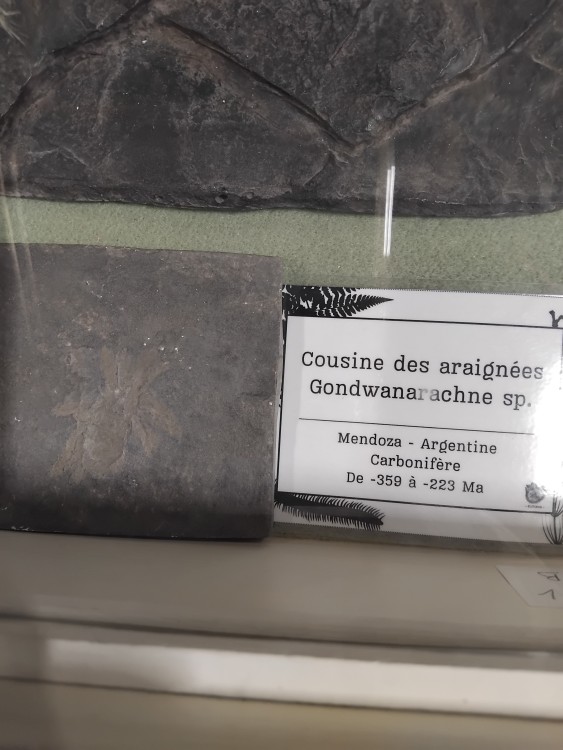 Cousine des araignées
Gondwanarachne sp.
Mendoza - Argentine
Carbonifère
De -359 à -223 Ma